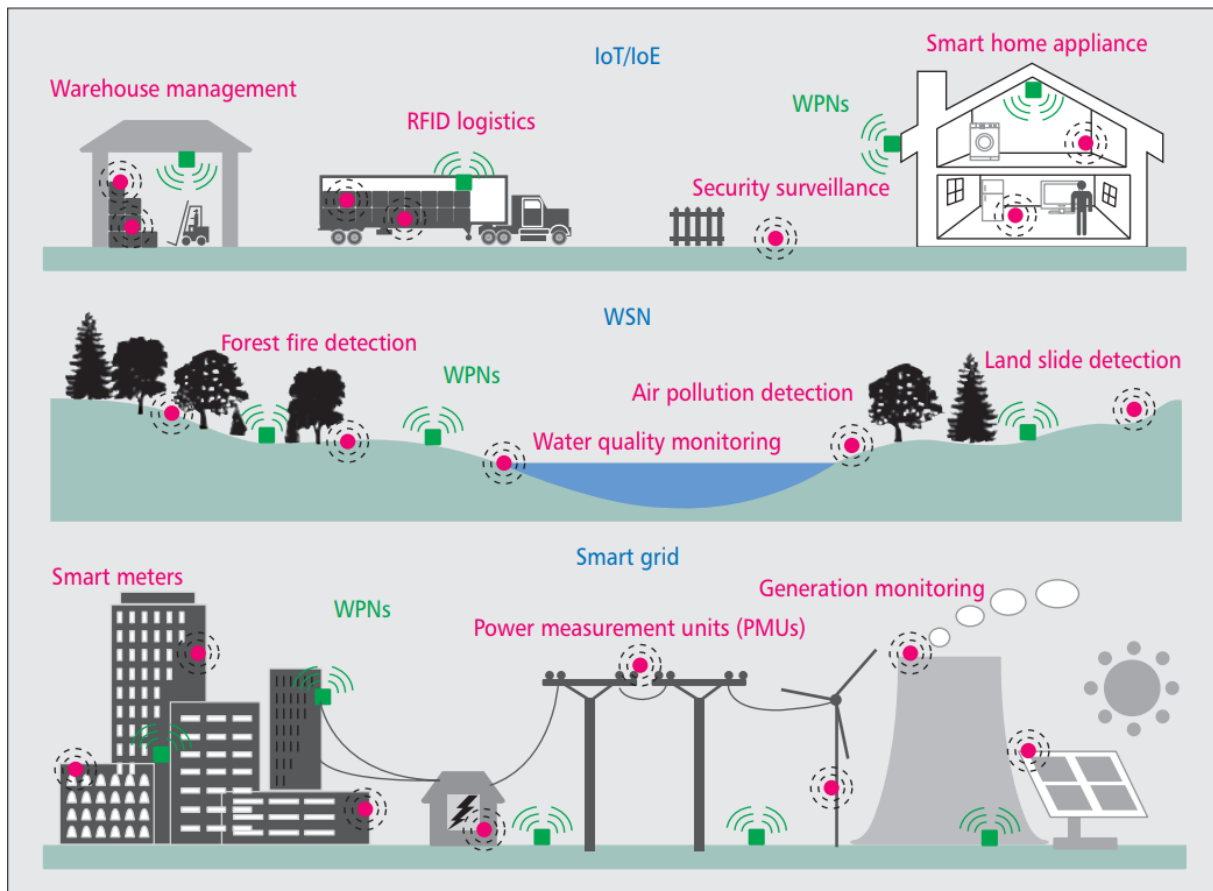 IoT/IoE
Smart home appliance
Warehouse management
WPNs
RFID logistics
Security surveillance
WSN
Forest fire detection
Land slide detection
WPNs
Air pollution detection
Water quality monitoring
Smart grid
Smart meters
Generation monitoring
WPNs
Power measurement units (PMUs)